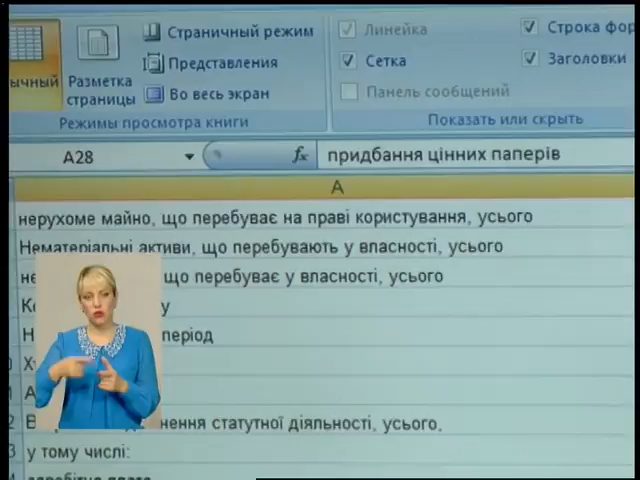 Страничный режим
Линейка
Строка фор
Представления
Сетка
Заголовки
ычный
Разметка страницы
Во весь экран
Панель сообщений
Режимы просмотра книги
Показать или скрыть
A28
fx
придбання цінних паперів
A
нерухоме майно, що перебуває на праві користування, усього
Нематеріальні активи, що перебувають у власності, усього
не що перебуває у власності, усього
у
період
нення статутної діяльності, усього,
у тому числі: